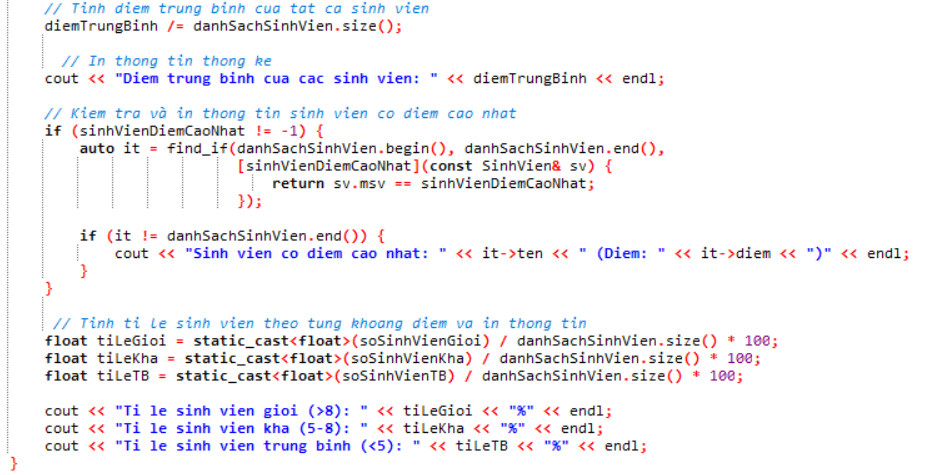 // Tinh diem trung binh cua tat ca sinh vien
diemTrungBinh /= danhSachSinhVien.size();
// In thong tin thong ke
cout << "Diem trung binh cua cac sinh vien: " << diemTrungBinh << endl;
// Kiem tra và in thong tin sinh vien co diem cao nhat
if (sinhVienDiemCaoNhat != -1) {
auto it = find_if(danhSachSinhVien.begin(), danhSachSinhVien.end(),
[sinhVienDiemCaoNhat](const SinhVien& sv) {
return sv.msv == sinhVienDiemCaoNhat;
});
if (it != danhSachSinhVien.end()) {
cout << "Sinh vien co diem cao nhat: " << it->ten << " (Diem: " << it->diem << ")" << endl;
}
}
// Tinh ti le sinh vien theo tung khoang diem va in thong tin
float tiLeGioi = static_cast<float>(soSinhVienGioi) / danhSachSinhVien.size() * 100;
float tiLeKha = static_cast<float>(soSinhVienKha) / danhSachSinhVien.size() * 100;
float tiLeTB = static_cast<float>(soSinhVienTB) / danhSachSinhVien.size() * 100;
cout << "Ti le sinh vien gioi (>8): " << tiLeGioi << "%" << endl;
cout << "Ti le sinh vien kha (5-8): " << tiLeKha << "%" << endl;
cout << "Ti le sinh vien trung binh (<5): " << tiLeTB << "%" << endl;
}